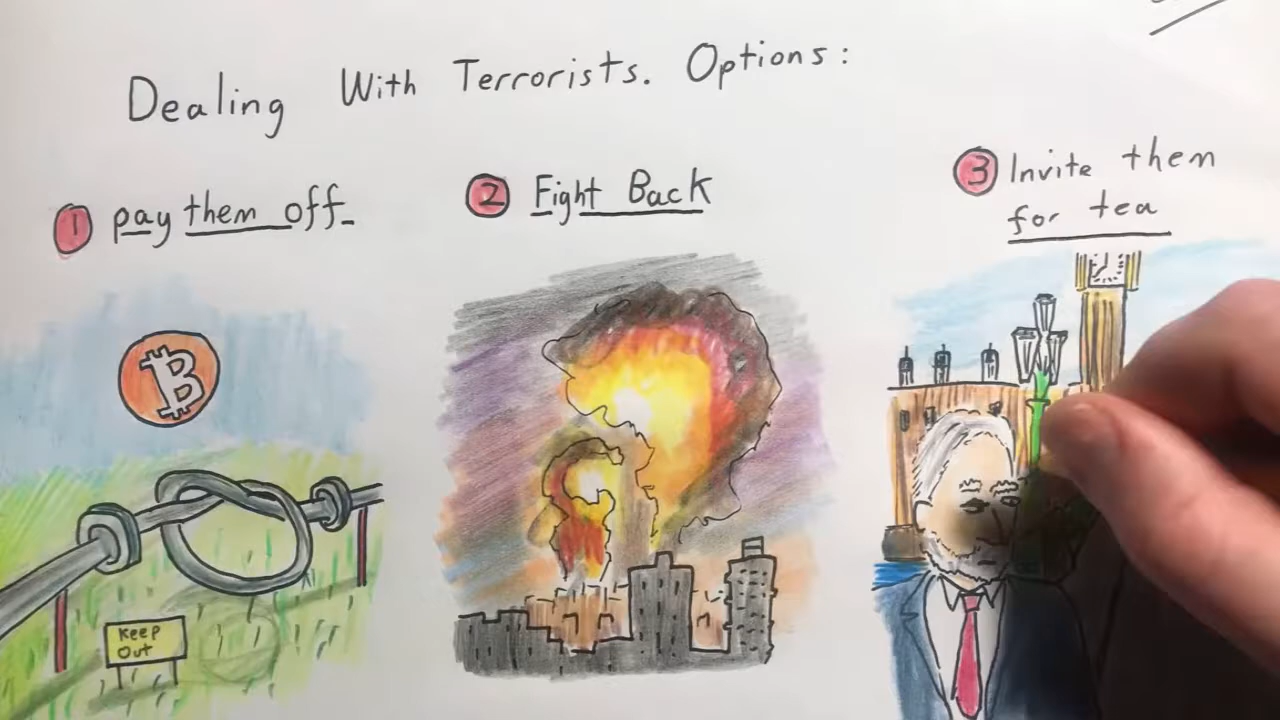 Dealing With Terrorists. Options:
1 pay them off
2 Fight Back
3 Invite them
for tea
B
Keep
Out